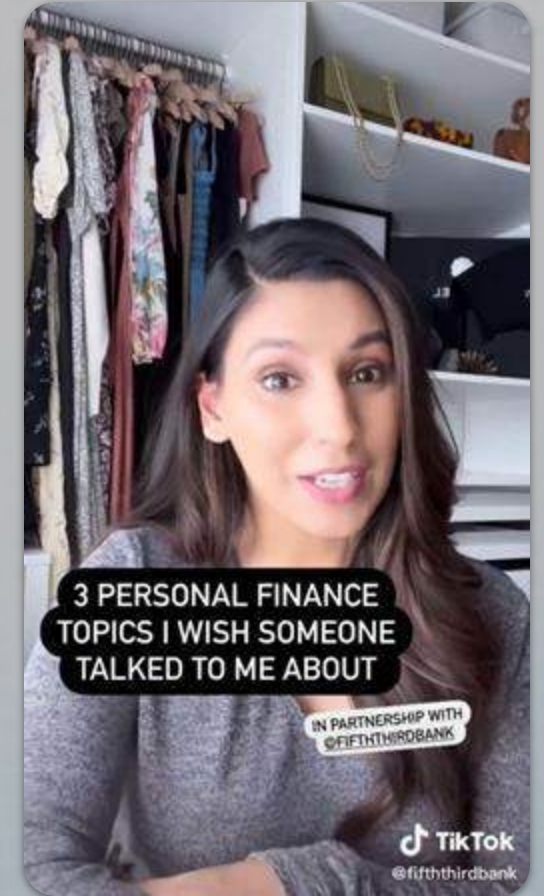 3 PERSONAL FINANCE
TOPICS I WISH SOMEONE
TALKED TO ME ABOUT
IN PARTNERSHIP WITH
@FIFTHTHIRDBANK
TikTok
@fifththirdbank